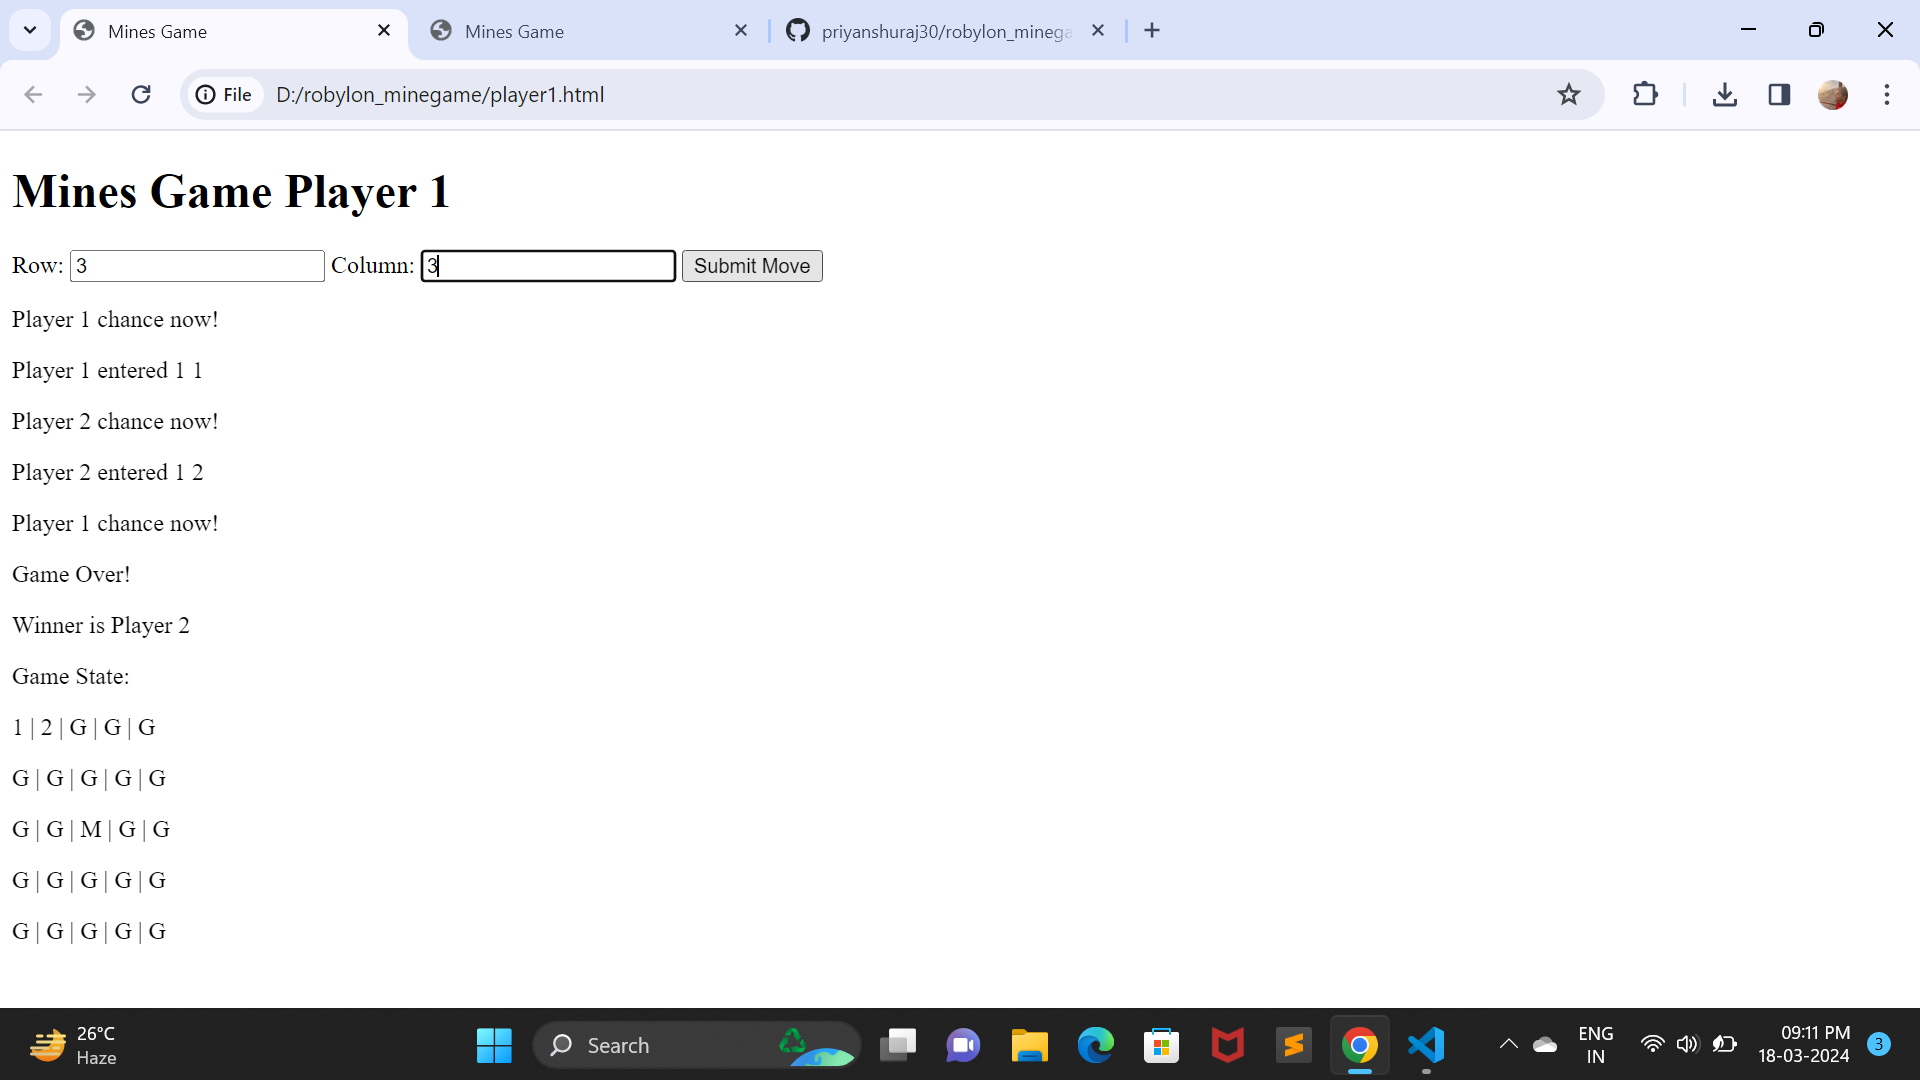 Mines Game
Mines Game
priyanshuraj30/robylon_minega
File
D:/robylon_minegame/player1.html
Mines Game Player 1
Row: 3 Column: 3 Submit Move
Player 1 chance now!
Player 1 entered 1 1
Player 2 chance now!
Player 2 entered 1 2
Player 1 chance now!
Game Over!
Winner is Player 2
Game State:
1 | 2 | G | G | G
G | G | G | G | G
G | G | M | G | G
G | G | G | G | G
G | G | G | G | G
26°C
Haze
Search
ENG
IN
09:11 PM
18-03-2024
3